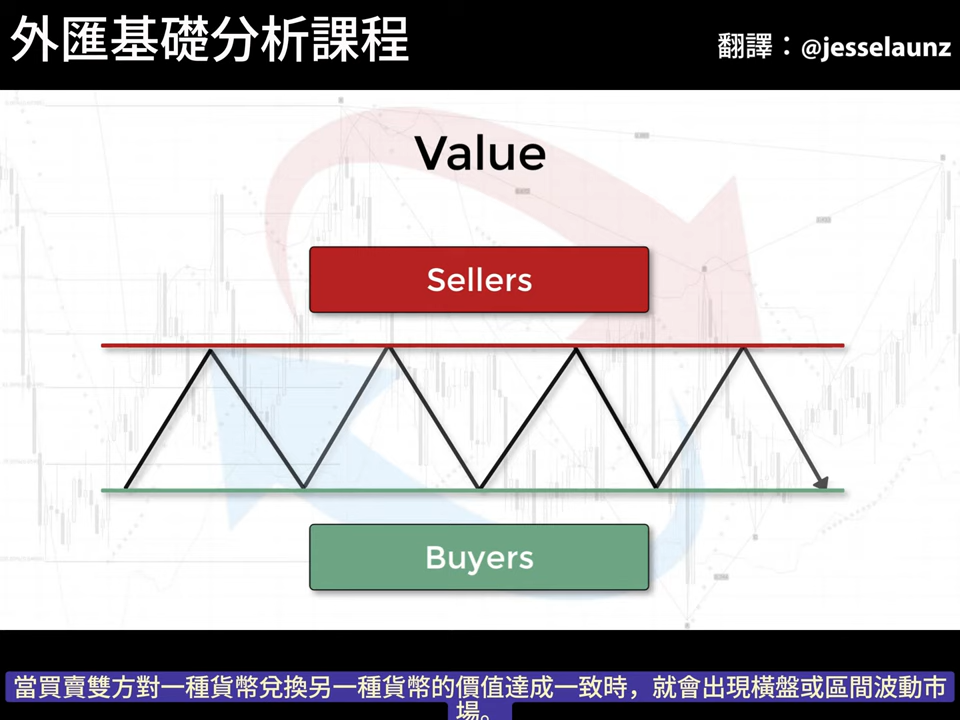 外匯基礎分析課程
翻譯：@jesselaunz
Value
Sellers
Buyers
當買賣雙方對一種貨幣兌換另一種貨幣的價值達成一致時，就會出現橫盤或區間波動市
場。